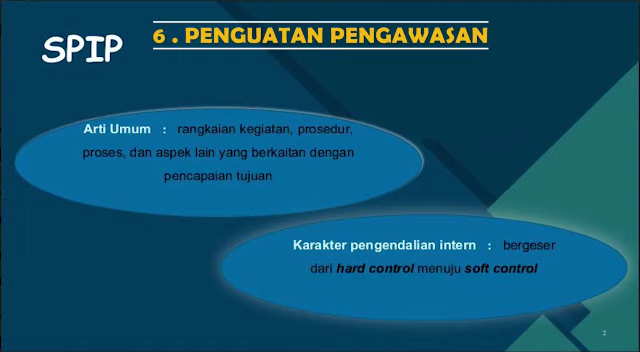 SPIP
6 . PENGUATAN PENGAWASAN
Arti Umum : rangkaian kegiatan, prosedur,
proses, dan aspek lain yang berkaitan dengan
pencapaian tujuan
Karakter pengendalian intern : bergeser
dari hard control menuju soft control
2